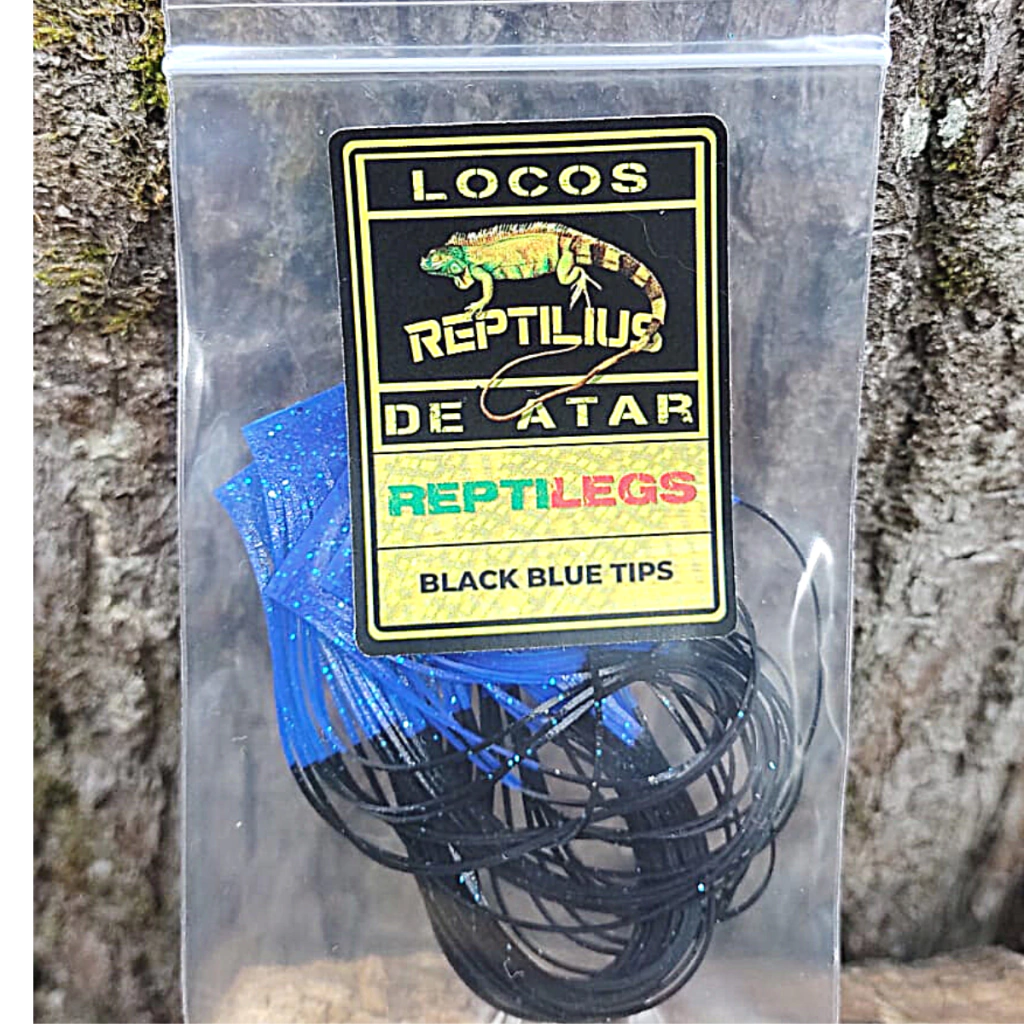 LOCOS
REPTILIUS
DE ATAR
REPTILEGS
BLACK BLUE TIPS